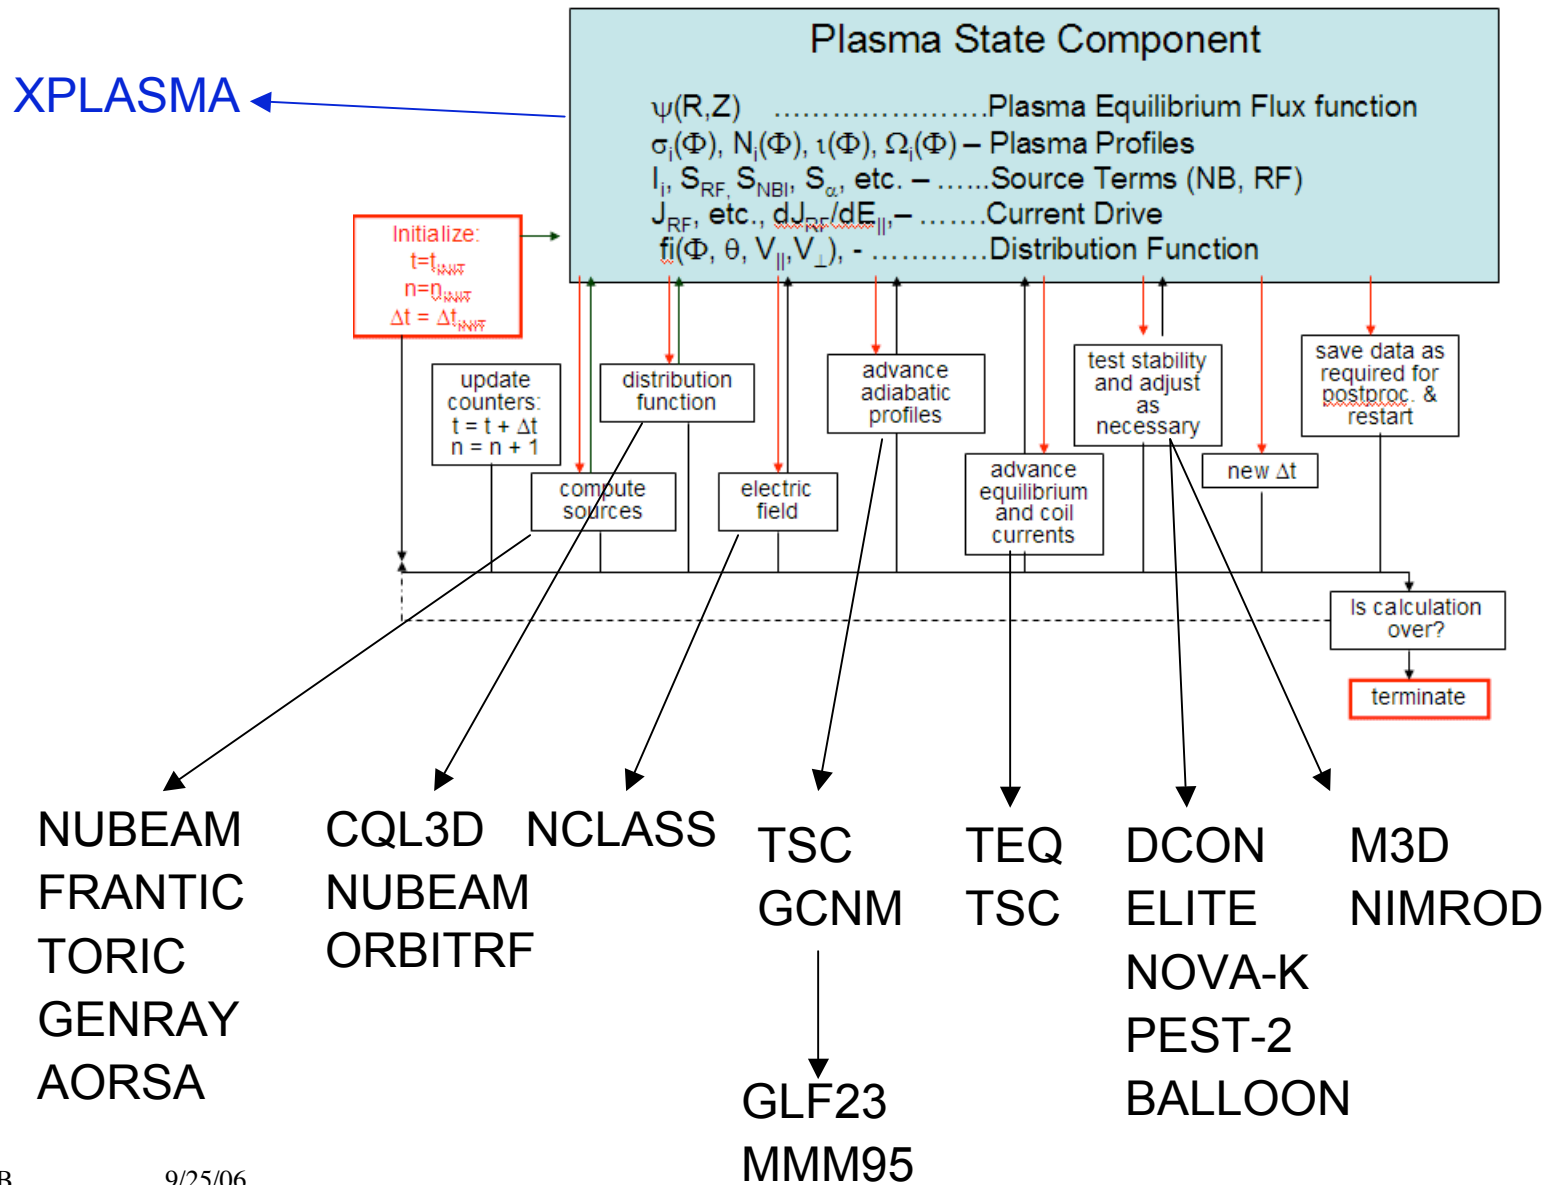 Plasma State Component
XPLASMA
ψ(R,Z) …………………..Plasma Equilibrium Flux function
σi(Φ), Ni(Φ), ι(Φ), Ωi(Φ) – Plasma Profiles
Ii, SRF, SNBI, Sα, etc. – …...Source Terms (NB, RF)
JRF, etc., dJRF/dE||,– …….Current Drive
fi(Φ, θ, V||,V⊥), - …………Distribution Function
Initialize:
t=tINIT
n=nINIT
Δt = ΔtINIT
update
counters:
t = t + Δt
n = n + 1
distribution
function
advance
adiabatic
profiles
test stability
and adjust
as
necessary
save data as
required for
postproc. &
restart
compute
sources
electric
field
advance
equilibrium
and coil
currents
new Δt
Is calculation
over?
terminate
NUBEAM
FRANTIC
TORIC
GENRAY
AORSA
CQL3D
NUBEAM
ORBITRF
NCLASS
TSC
GCNM
GLF23
MMM95
TEQ
TSC
DCON
ELITE
NOVA-K
PEST-2
BALLOON
M3D
NIMROD
B 9/25/06